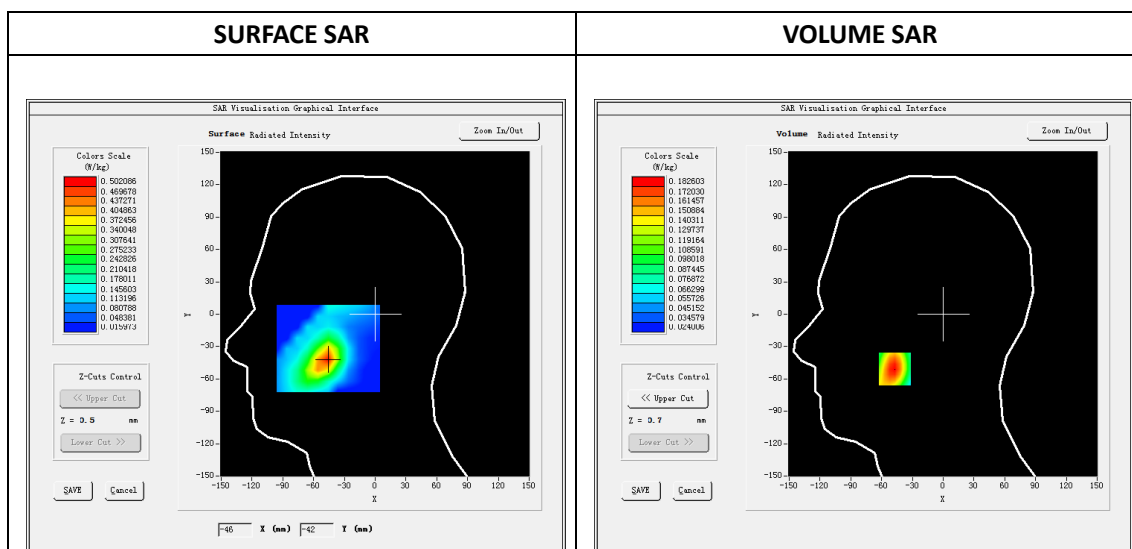 SURFACE SAR
VOLUME SAR
SAR Visualisation Graphical Interface
Surface Radiated Intensity
Zoom In/Out
Colors Scale
(W/kg)
0.502086
0.469678
0.437271
0.404863
0.372456
0.340048
0.307641
0.275233
0.242826
0.210418
0.178011
0.145603
0.113196
0.080788
0.048381
0.015973
Z-Cuts Control
<< Upper Cut
Z = 0.5 mm
Lower Cut >>
SAVE Cancel
150
120
90
60
30
0
-30
-60
-90
-120
-150
Y
-150 -120 -90 -60 -30 0 30 60 90 120 150
X
-46 X (mm) -42 Y (mm)
SAR Visualisation Graphical Interface
Volume Radiated Intensity
Zoom In/Out
Colors Scale
(W/kg)
0.182603
0.172030
0.161457
0.150884
0.140311
0.129737
0.119164
0.108591
0.098018
0.087445
0.076872
0.066299
0.055726
0.045152
0.034579
0.024006
Z-Cuts Control
<< Upper Cut
Z = 0.7 mm
Lower Cut >>
SAVE Cancel
150
120
90
60
30
0
-30
-60
-90
-120
-150
Y
-150 -120 -90 -60 -30 0 30 60 90 120 150
X